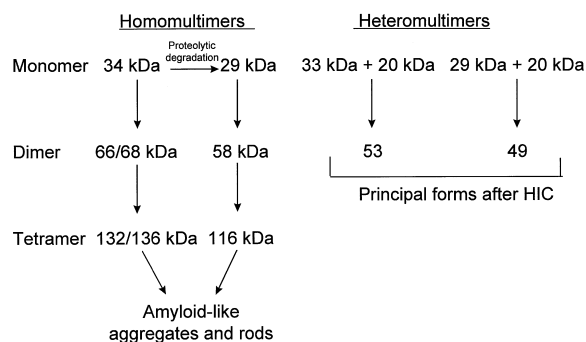 Homomultimers Heteromultimers
Proteolytic
degradation
Monomer 34 kDa 29 kDa 33 kDa + 20 kDa 29 kDa + 20 kDa
Dimer 66/68 kDa 58 kDa 53 49
Principal forms after HIC
Tetramer 132/136 kDa 116 kDa
Amyloid-like
aggregates and rods